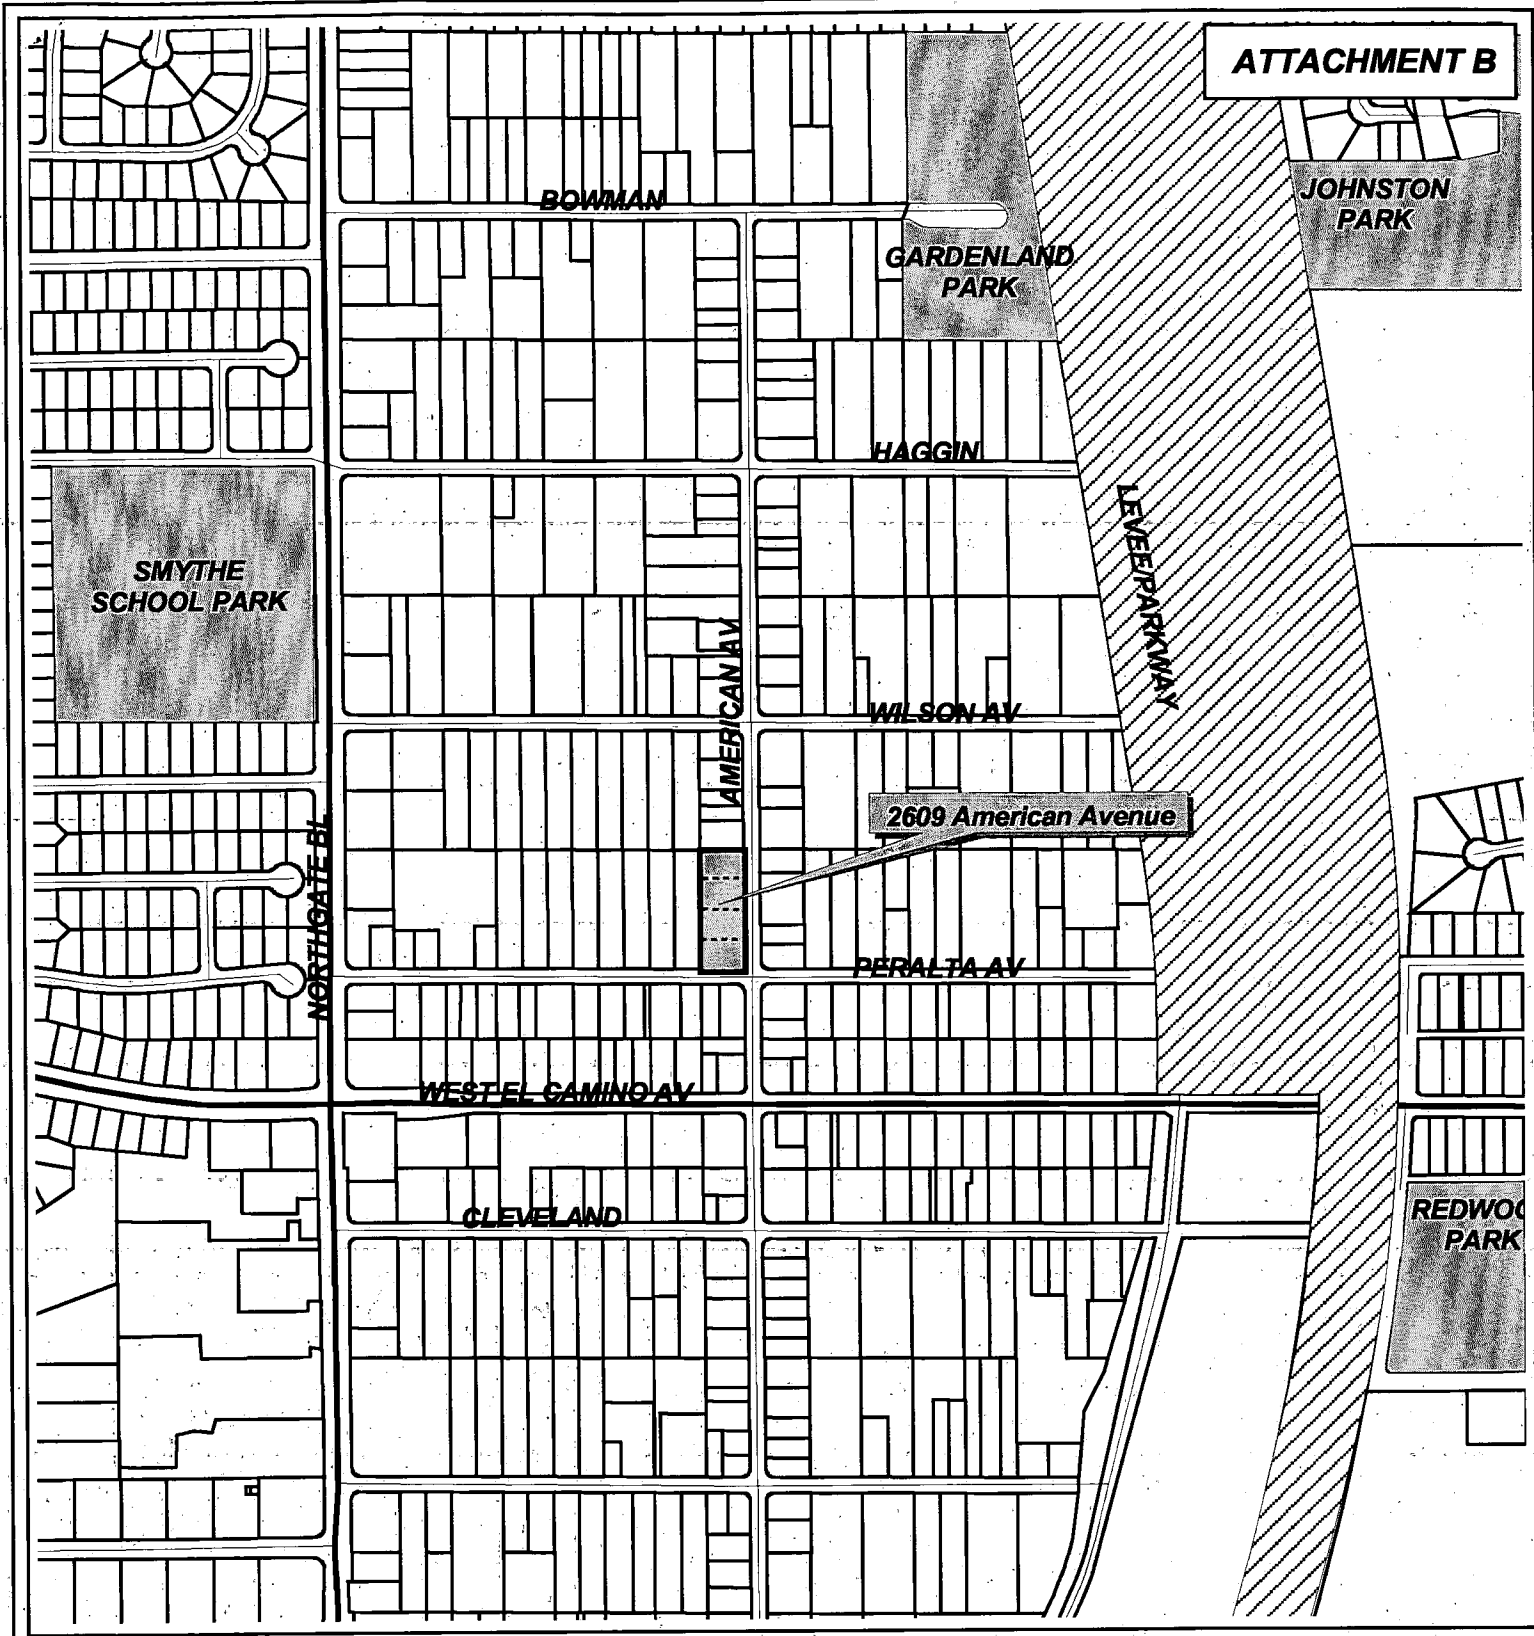 ATTACHMENT B
BOWMAN
JOHNSTON
PARK
GARDENLAND
PARK
HAGGIN
LEVEE/PARKWAY
SMYTHE
SCHOOL PARK
AMERICAN AV
WILSON AV
2609 American Avenue
NORTHGATE BL
PERALTA AV
WEST EL CAMINO AV
CLEVELAND
REDWOO
PARK